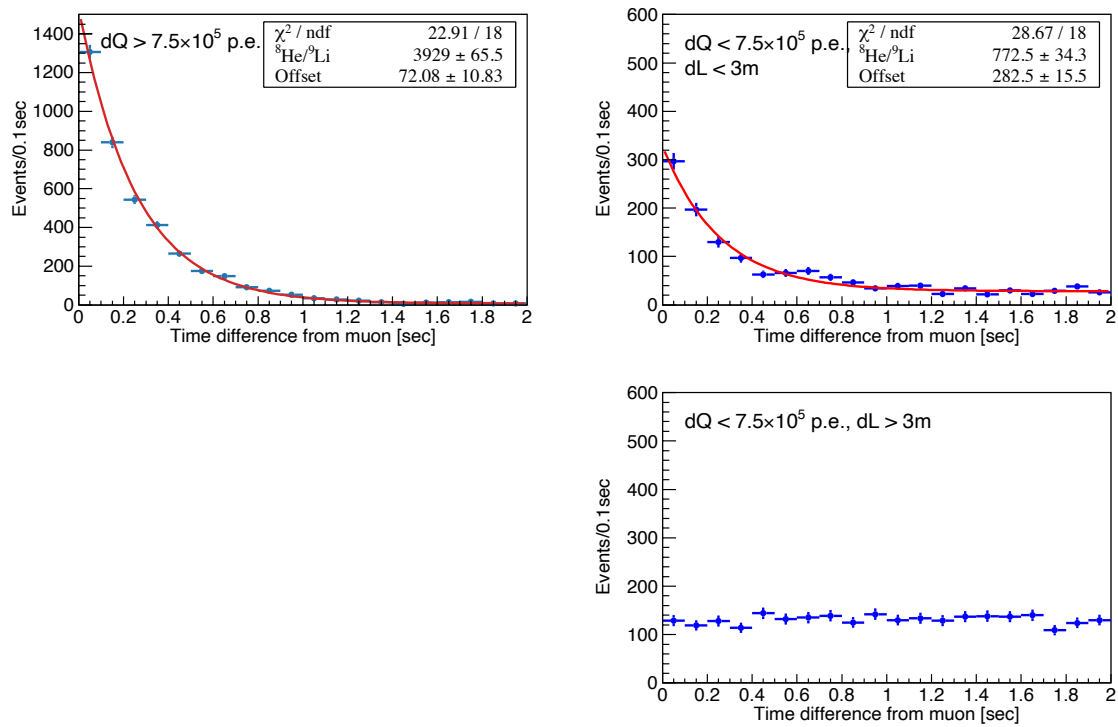 dQ > 7.5×10⁵ p.e.
χ² / ndf 22.91 / 18
⁸He/⁹Li 3929 ± 65.5
Offset 72.08 ± 10.83
Events/0.1sec
1400
1200
1000
800
600
400
200
0
0 0.2 0.4 0.6 0.8 1 1.2 1.4 1.6 1.8 2
Time difference from muon [sec]
dQ < 7.5×10⁵ p.e.,
dL < 3m
χ² / ndf 28.67 / 18
⁸He/⁹Li 772.5 ± 34.3
Offset 282.5 ± 15.5
Events/0.1sec
600
500
400
300
200
100
0
0 0.2 0.4 0.6 0.8 1 1.2 1.4 1.6 1.8 2
Time difference from muon [sec]
dQ < 7.5×10⁵ p.e., dL > 3m
Events/0.1sec
600
500
400
300
200
100
0
0 0.2 0.4 0.6 0.8 1 1.2 1.4 1.6 1.8 2
Time difference from muon [sec]